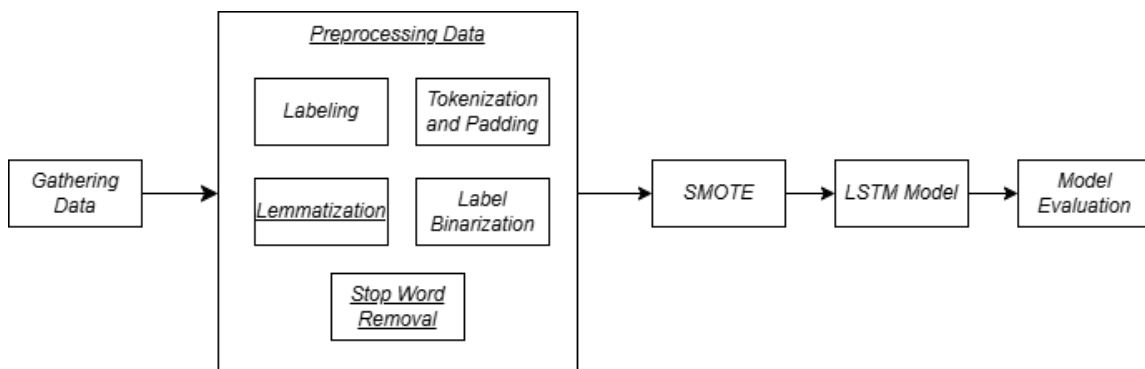 Preprocessing Data
Labeling
Tokenization
and Padding
Gathering
Data
Lemmatization
Label
Binarization
Stop Word
Removal
SMOTE
LSTM Model
Model
Evaluation